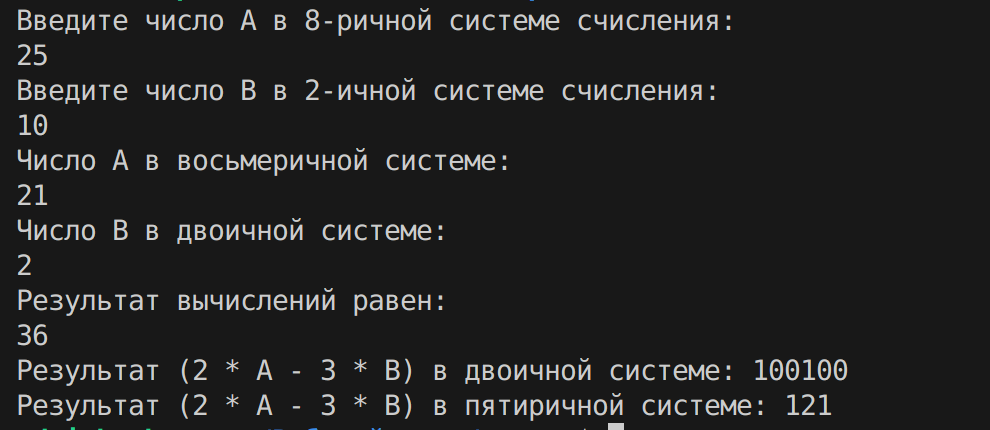 Введите число А в 8-ричной системе счисления:
25
Введите число В в 2-ичной системе счисления:
10
Число А в восьмеричной системе:
21
Число В в двоичной системе:
2
Результат вычислений равен:
36
Результат (2 * A - 3 * B) в двоичной системе: 100100
Результат (2 * A - 3 * B) в пятиричной системе: 121